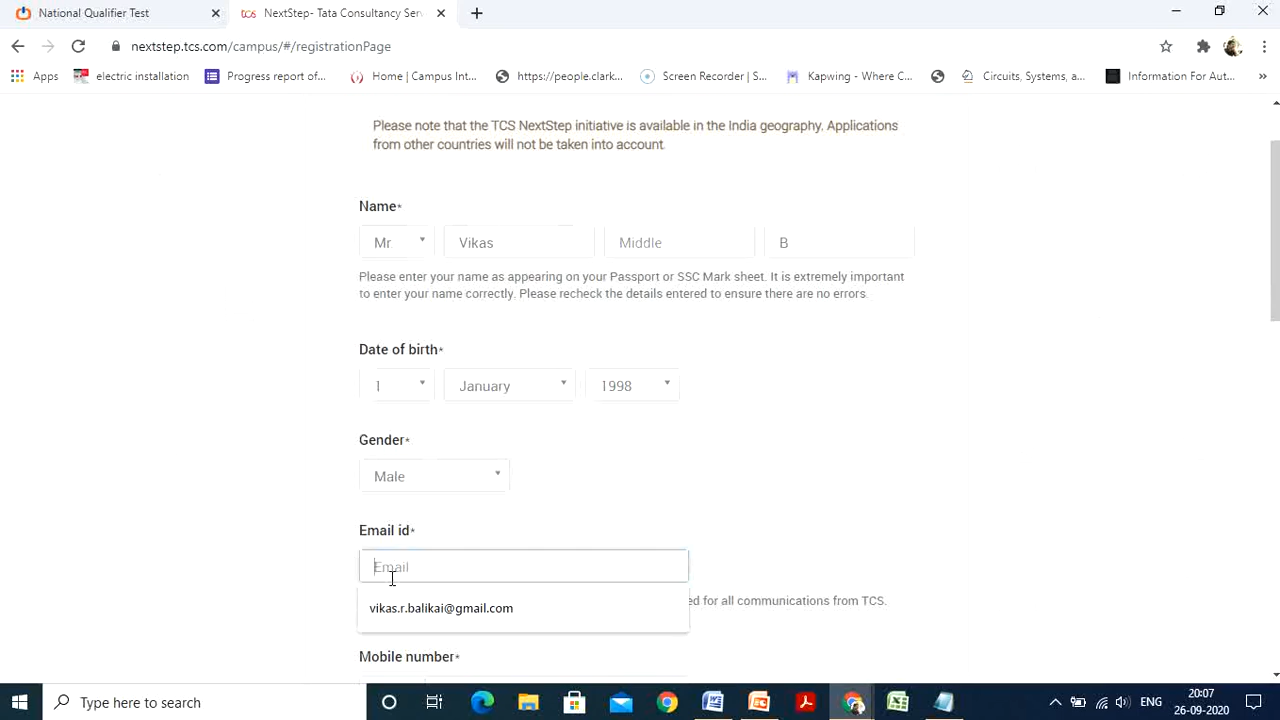 National Qualifier Test
tcs NextStep- Tata Consultancy Ser
nextstep.tcs.com/campus/#/registrationPage
Apps
electric installation
Progress report of...
Home | Campus Int...
https://people.clark...
Screen Recorder | S...
Kapwing - Where C...
Circuits, Systems, a...
Information For Aut...
Please note that the TCS NextStep initiative is available in the India geography. Applications
from other countries will not be taken into account.
Name*
Mr Vikas Middle B
Please enter your name as appearing on your Passport or SSC Mark sheet. It is extremely important
to enter your name correctly. Please recheck the details entered to ensure there are no errors.
Date of birth*
1 January 1998
Gender*
Male
Email id*
Email
ed for all communications from TCS.
vikas.r.balikai@gmail.com
Mobile number*
Type here to search
ENG
20:07
26-09-2020